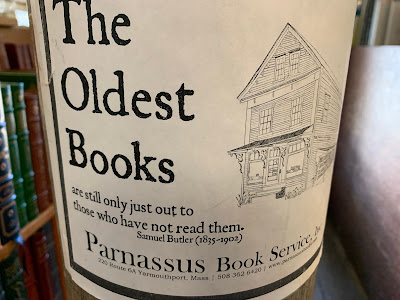 The
Oldest
Books
are still only just out to
those who have not read them.
Samuel Butler (1835-1902)
Parnassus Book Service,
220 Route 6A Yarmouthport, Mass | 508 362 6420 |